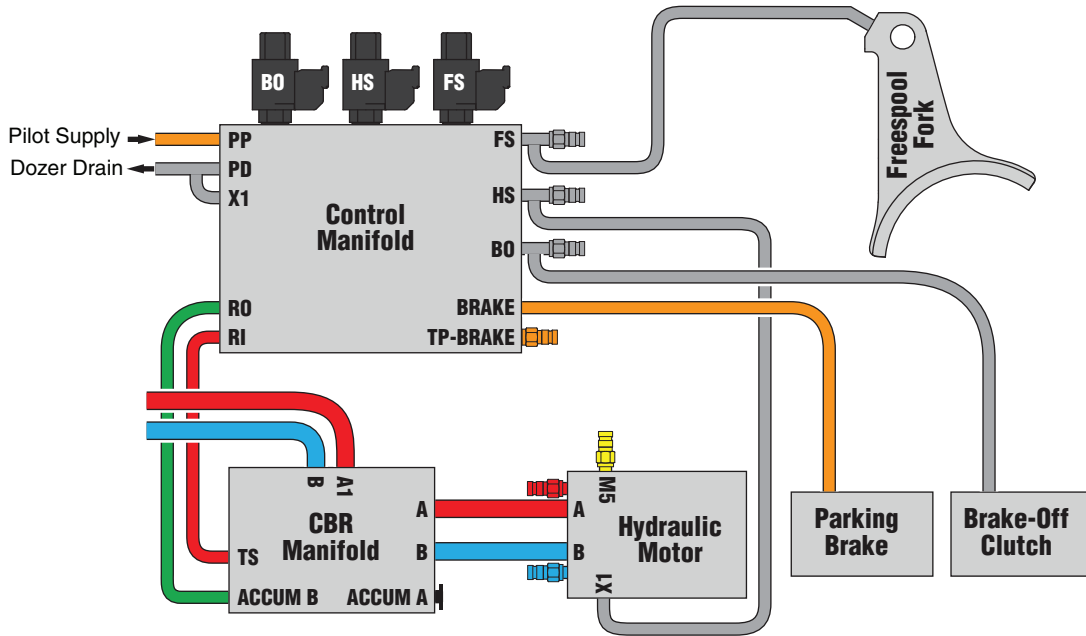 BO
HS
FS
Pilot Supply
Dozer Drain
PP
PD
X1
RO
RI
Control
Manifold
FS
HS
BO
BRAKE
TP-BRAKE
Freespool
Fork
B
A1
CBR
Manifold
A
B
TS
ACCUM B
ACCUM A
M5
A
B
Hydraulic
Motor
LX
Parking
Brake
Brake-Off
Clutch